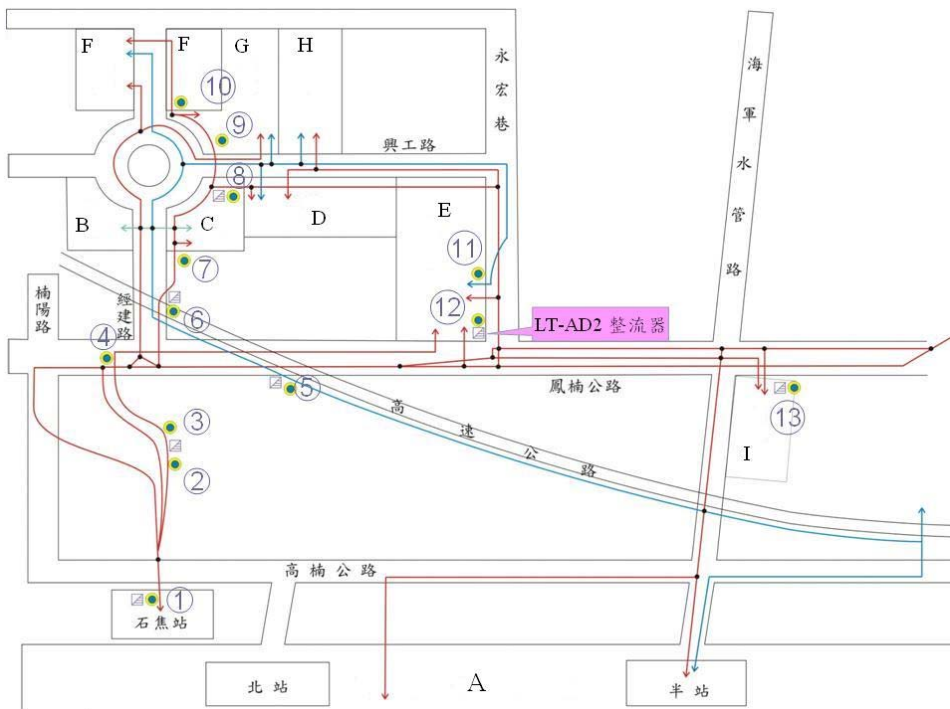 F
F
G
H
永宏巷
海軍水管路
⑩
⑨
興工路
⑧
B
C
D
E
⑦
⑪
楠陽路
經建路
⑥
⑫
LT-AD2 整流器
④
⑤
鳳楠公路
高速公路
③
②
⑬
I
高楠公路
①
石焦站
北站
A
半站